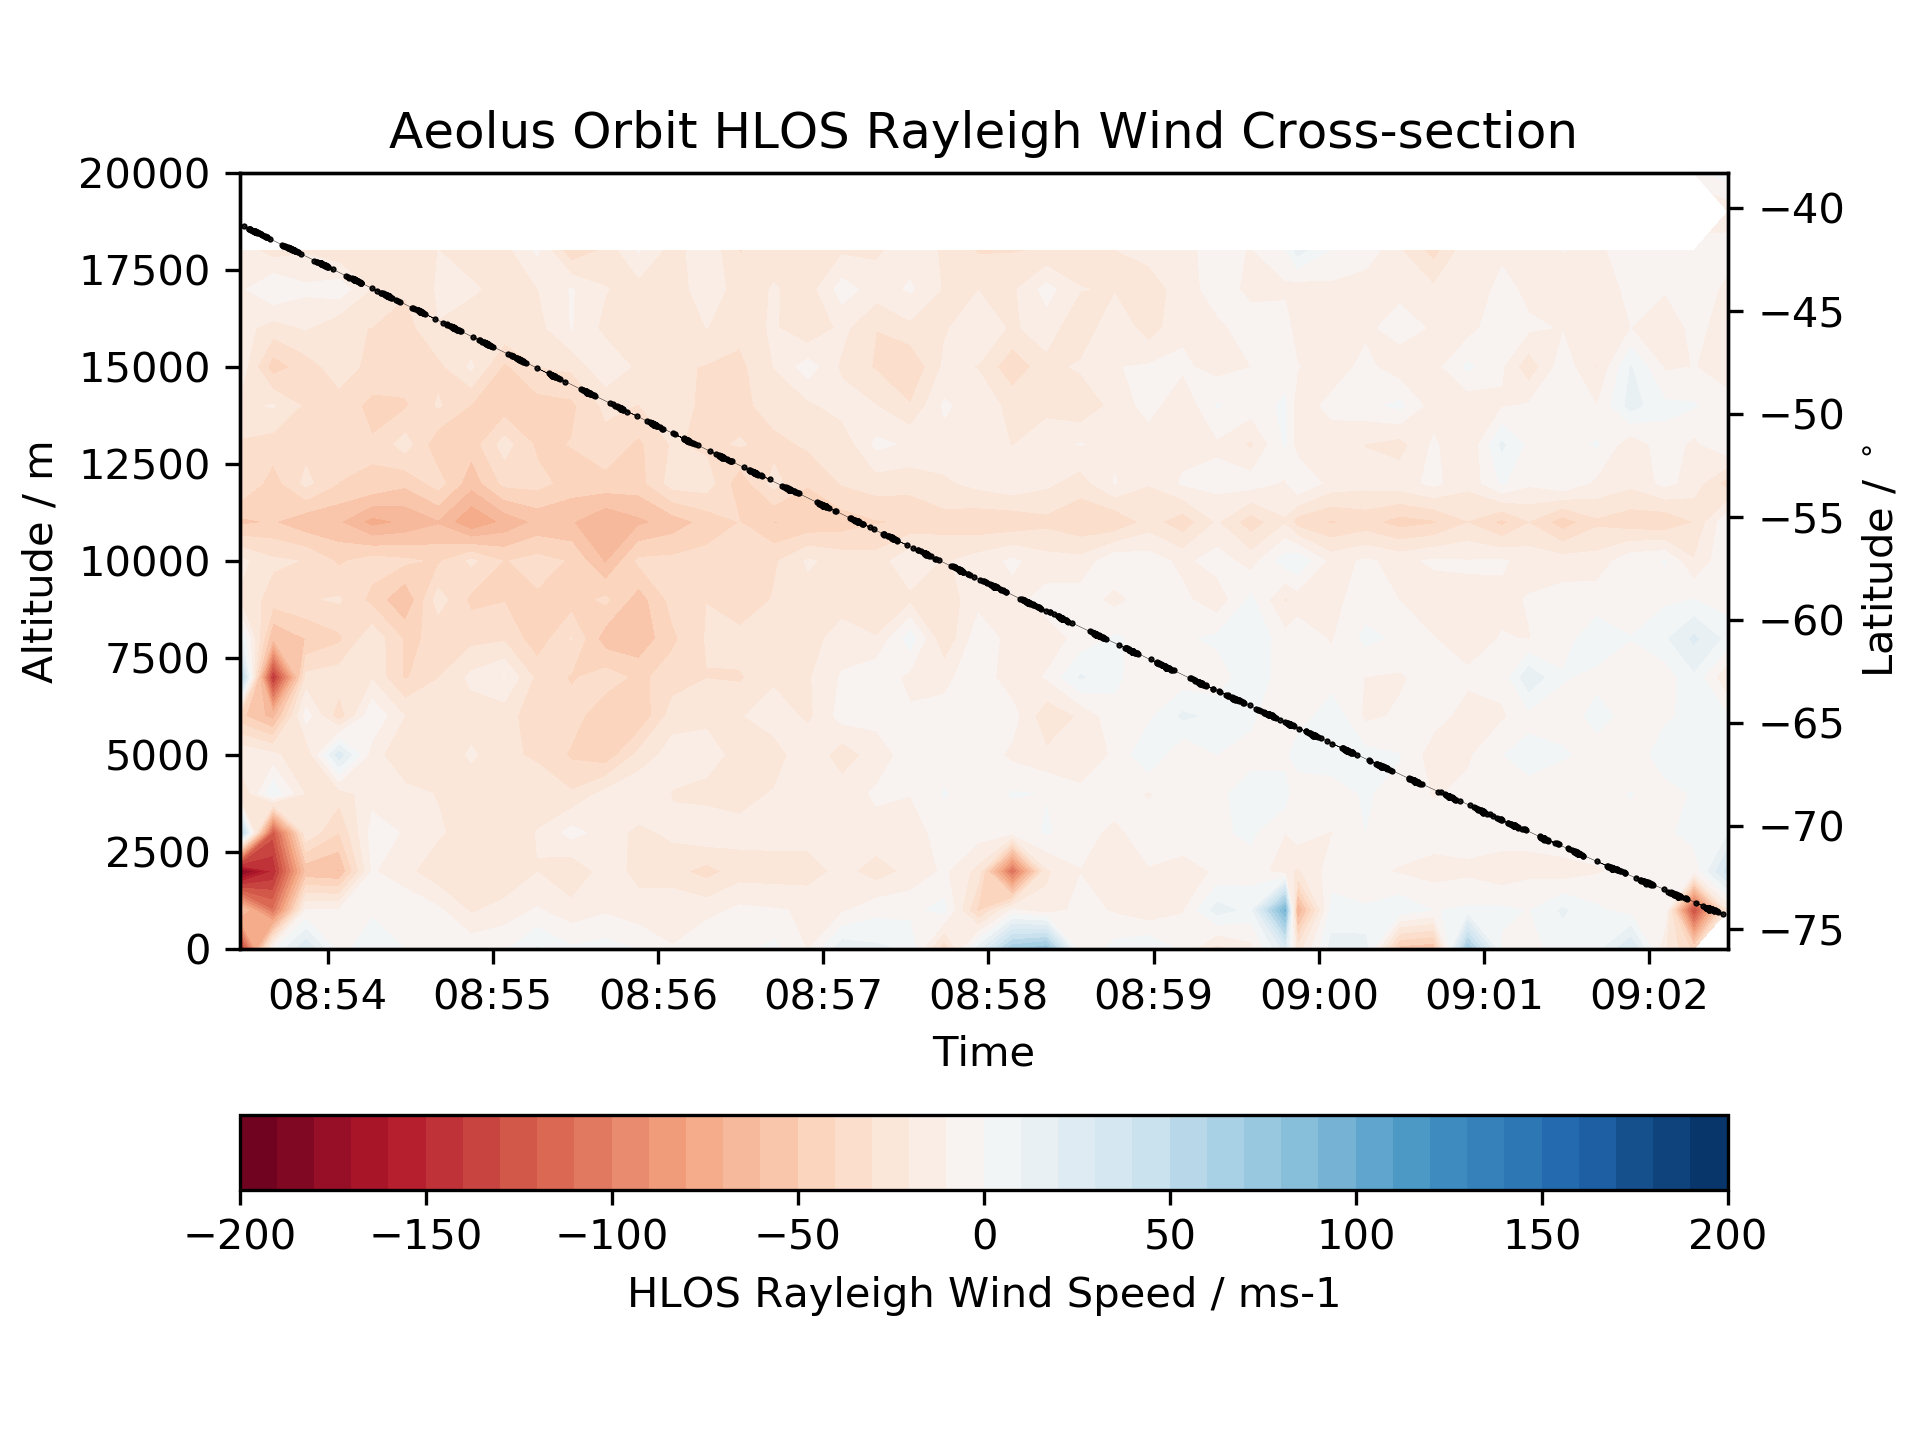 Aeolus Orbit HLOS Rayleigh Wind Cross-section
20000
17500
15000
12500
10000
7500
5000
2500
0
Altitude / m
−40
−45
−50
−55
−60
−65
−70
−75
Latitude / °
08:54 08:55 08:56 08:57 08:58 08:59 09:00 09:01 09:02
Time
−200 −150 −100 −50 0 50 100 150 200
HLOS Rayleigh Wind Speed / ms-1